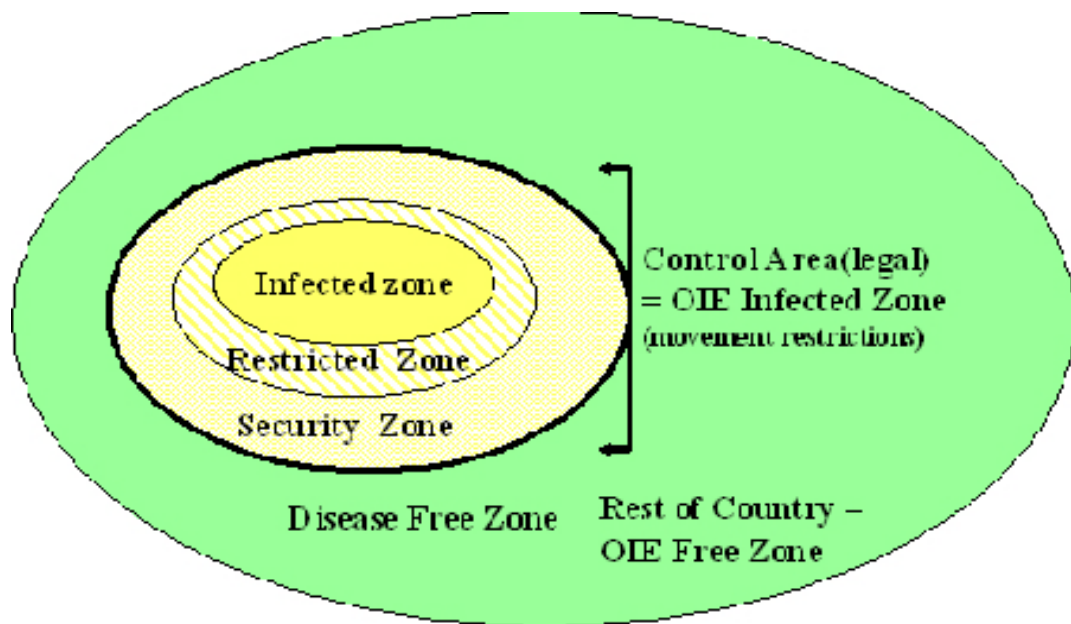 Infected zone
Restricted Zone
Security Zone
Control Area(legal)
= OIE Infected Zone
(movement restrictions)
Disease Free Zone
Rest of Country –
OIE Free Zone